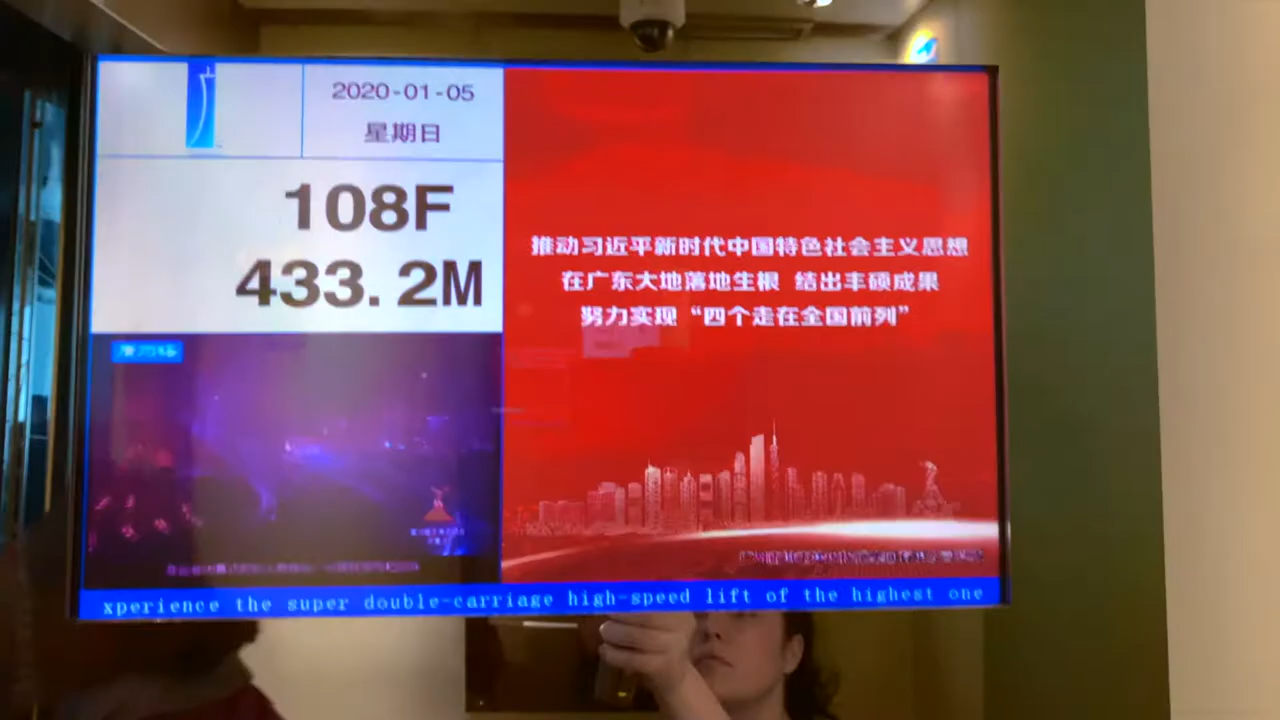 2020-01-05
星期日
108F
433.2M
推动习近平新时代中国特色社会主义思想
在广东大地落地生根 结出丰硕成果
努力实现“四个走在全国前列”
xperience the super double-carriage high-speed lift of the highest one